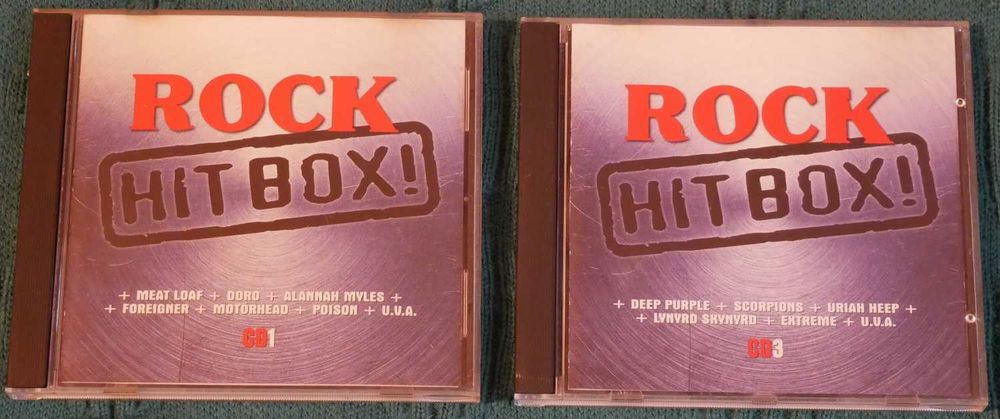 ROCK
HIT BOX!
+ MEAT LOAF + DORO + ALANNAH MYLES +
+ FOREIGNER + MOTÖRHEAD + POISON + U.V.A.
CD1
ROCK
HIT BOX!
+ DEEP PURPLE + SCORPIONS + URIAH HEEP +
+ LYNYRD SKYNYRD + EXTREME + U.V.A.
CD3